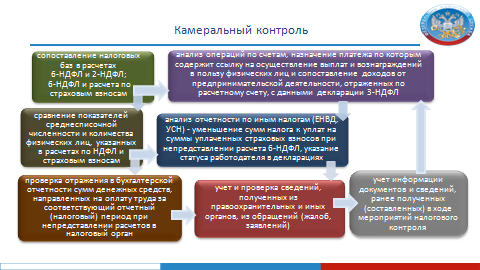 Камеральный контроль
сопоставление налоговых
баз в расчетах
6-НДФЛ и 2-НДФЛ;
6-НДФЛ и расчета по
страховым взносам
анализ операций по счетам, назначение платежа по которым
содержит ссылку на осуществление выплат и вознаграждений
в пользу физических лиц и сопоставление доходов от
предпринимательской деятельности, отраженных по
расчетному счету, с данными декларации 3-НДФЛ
сравнение показателей
среднесписочной
численности и количества
физических лиц, указанных
в расчетах по НДФЛ и
страховым взносам
анализ отчетности по иным налогам (ЕНВД,
УСН) - уменьшение сумм налога к уплат на
суммы уплаченных страховых взносов при
непредставлении расчета 6-НДФЛ, указание
статуса работодателя в декларациях
проверка отражения в бухгалтерской
отчетности сумм денежных средств,
направленных на оплату труда за
соответствующий отчетный
(налоговый) период при
непредставлении расчетов в
налоговый орган
учет и проверка сведений,
полученных из
правоохранительных и иных
органов, из обращений (жалоб,
заявлений)
учет информации
документов и сведений,
ранее полученных
(составленных) в ходе
мероприятий налогового
контроля